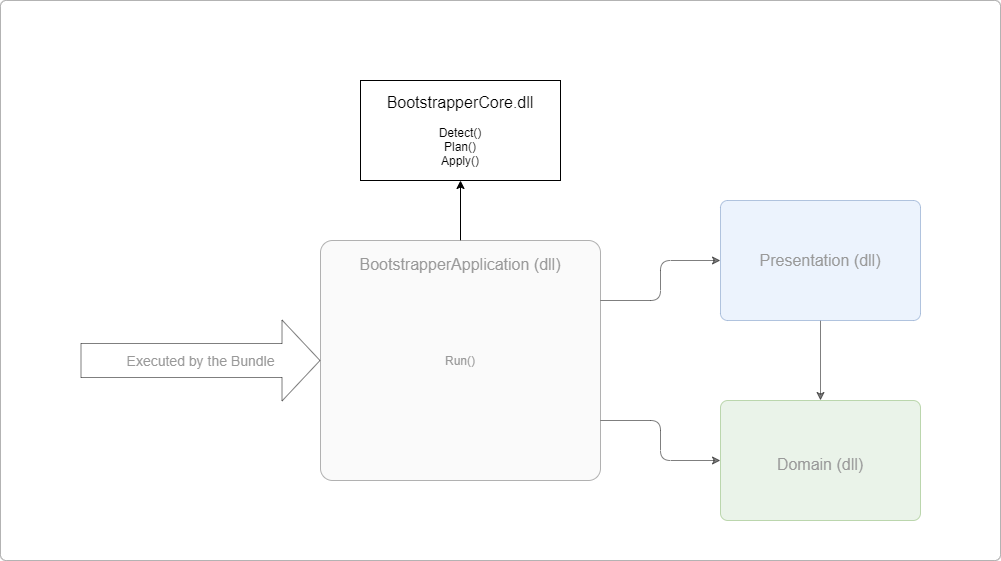 BootstrapperCore.dll
Detect()
Plan()
Apply()
BootstrapperApplication (dll)
Presentation (dll)
Executed by the Bundle
Run()
Domain (dll)